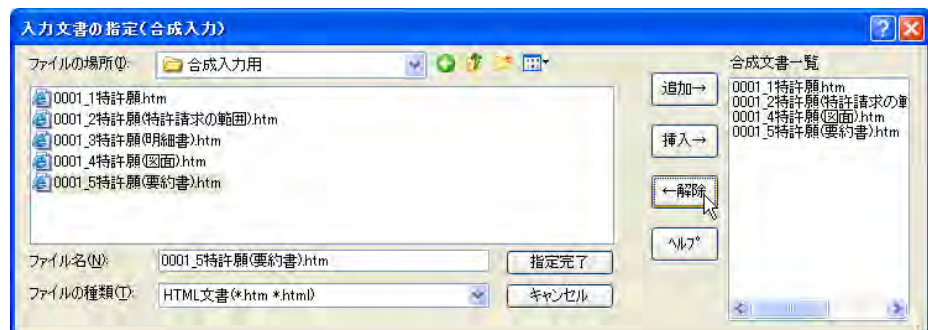 入力文書の指定(合成入力)
ファイルの場所(I):
合成入力用
合成文書一覧
0001_1特許願.htm
0001_2特許願(特許請求の範囲).htm
0001_3特許願(明細書).htm
0001_4特許願(図面).htm
0001_5特許願(要約書).htm
追加→
挿入→
←解除
ヘルプ
0001_1特許願.htm
0001_2特許願(特許請求の
0001_4特許願(図面).htm
0001_5特許願(要約書).htm
ファイル名(N):
0001_5特許願(要約書).htm
指定完了
ファイルの種類(T):
HTML文書(*.htm *.html)
キャンセル